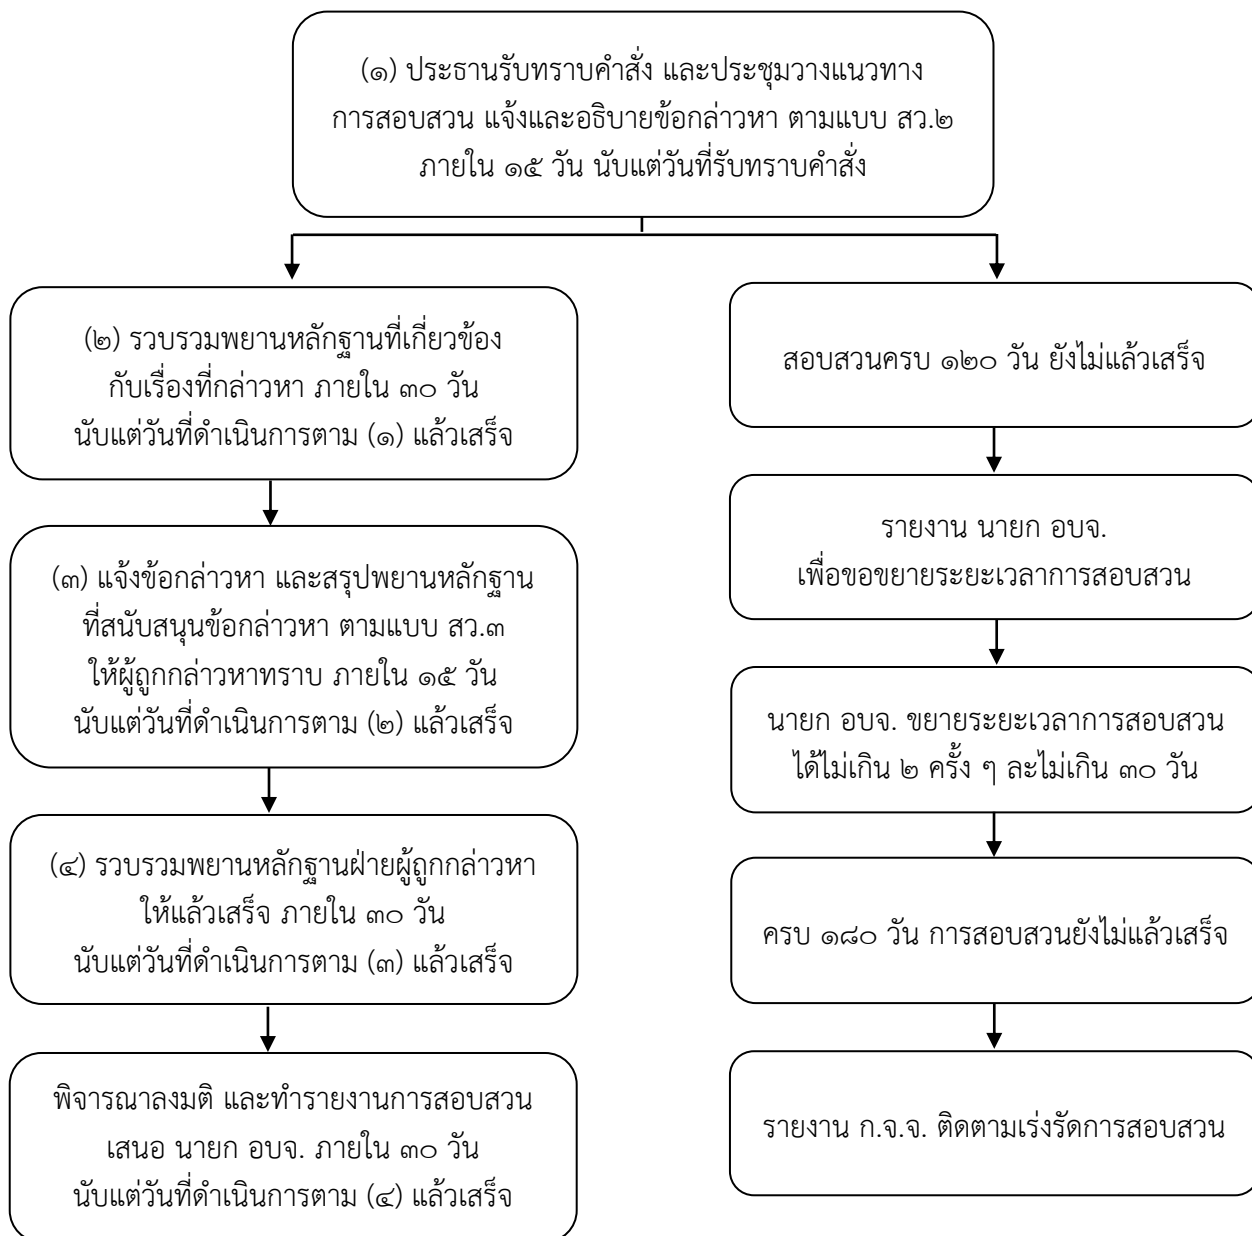 (๑) ประธานรับทราบคำสั่ง และประชุมวางแนวทาง
การสอบสวน แจ้งและอธิบายข้อกล่าวหา ตามแบบ สว.๒
ภายใน ๑๕ วัน นับแต่วันที่รับทราบคำสั่ง
(๒) รวบรวมพยานหลักฐานที่เกี่ยวข้อง
กับเรื่องที่กล่าวหา ภายใน ๓๐ วัน
นับแต่วันที่ดำเนินการตาม (๑) แล้วเสร็จ
(๓) แจ้งข้อกล่าวหา และสรุปพยานหลักฐาน
ที่สนับสนุนข้อกล่าวหา ตามแบบ สว.๓
ให้ผู้ถูกกล่าวหาทราบ ภายใน ๑๕ วัน
นับแต่วันที่ดำเนินการตาม (๒) แล้วเสร็จ
(๔) รวบรวมพยานหลักฐานฝ่ายผู้ถูกกล่าวหา
ให้แล้วเสร็จ ภายใน ๓๐ วัน
นับแต่วันที่ดำเนินการตาม (๓) แล้วเสร็จ
พิจารณาลงมติ และทำรายงานการสอบสวน
เสนอ นายก อบจ. ภายใน ๓๐ วัน
นับแต่วันที่ดำเนินการตาม (๔) แล้วเสร็จ
สอบสวนครบ ๑๒๐ วัน ยังไม่แล้วเสร็จ
รายงาน นายก อบจ.
เพื่อขอขยายระยะเวลาการสอบสวน
นายก อบจ. ขยายระยะเวลาการสอบสวน
ได้ไม่เกิน ๒ ครั้ง ๆ ละไม่เกิน ๓๐ วัน
ครบ ๑๘๐ วัน การสอบสวนยังไม่แล้วเสร็จ
รายงาน ก.จ.จ. ติดตามเร่งรัดการสอบสวน